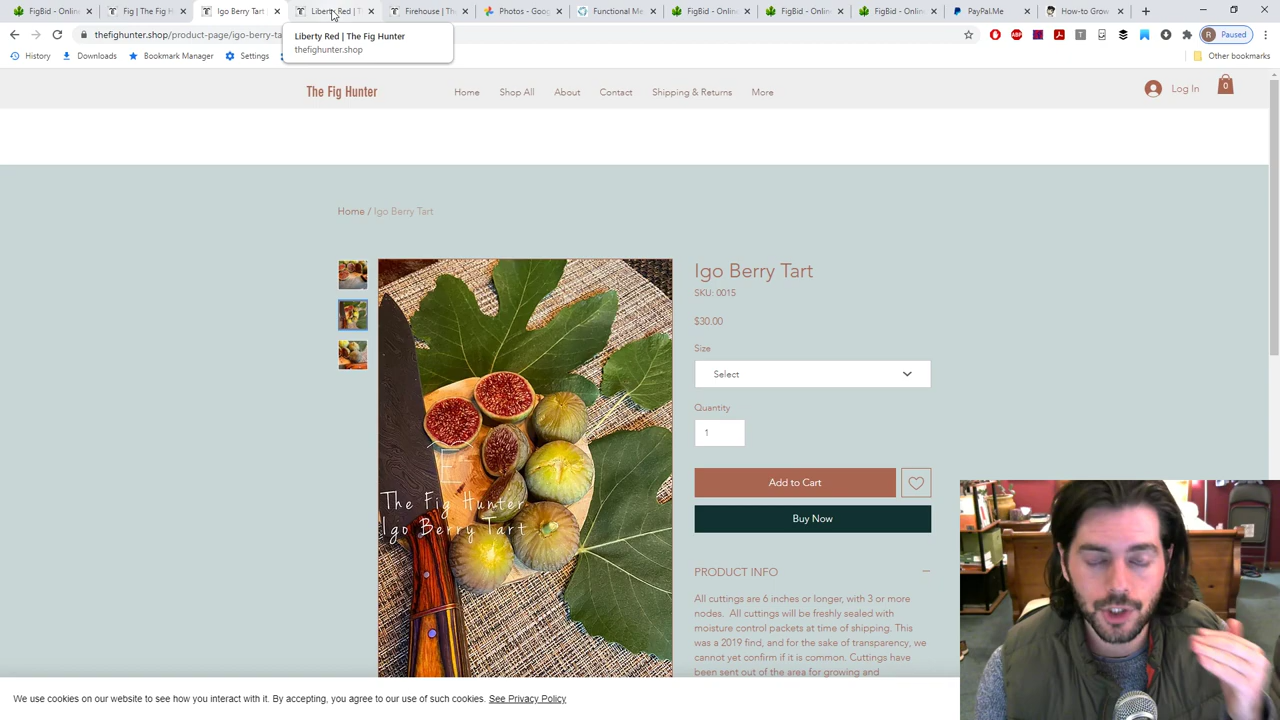 FigBid - Onlin
Fig | The Fig H
Igo Berry Tart
Liberty Red | T
Firehouse | Th
Photos - Goog
Functional Me
FigBid - Onlin
FigBid - Onlin
FigBid - Onlin
PayPal.Me
How-to Grow
thefighunter.shop/product-page/igo-berry-ta
Paused
Liberty Red | The Fig Hunter
thefighunter.shop
History
Downloads
Bookmark Manager
Settings
Other bookmarks
The Fig Hunter
Home
Shop All
About
Contact
Shipping & Returns
More
Log In
0
Home / Igo Berry Tart
Igo Berry Tart
SKU: 0015
$30.00
Size
Select
Quantity
1
Add to Cart
Buy Now
The Fig Hunter
Igo Berry Tart
PRODUCT INFO
All cuttings are 6 inches or longer, with 3 or more
nodes. All cuttings will be freshly sealed with
moisture control packets at time of shipping. This
was a 2019 find, and for the sake of transparency, we
cannot yet confirm if it is common. Cuttings have
been sent out of the area for growing and
We use cookies on our website to see how you interact with it. By accepting, you agree to our use of such cookies. See Privacy Policy